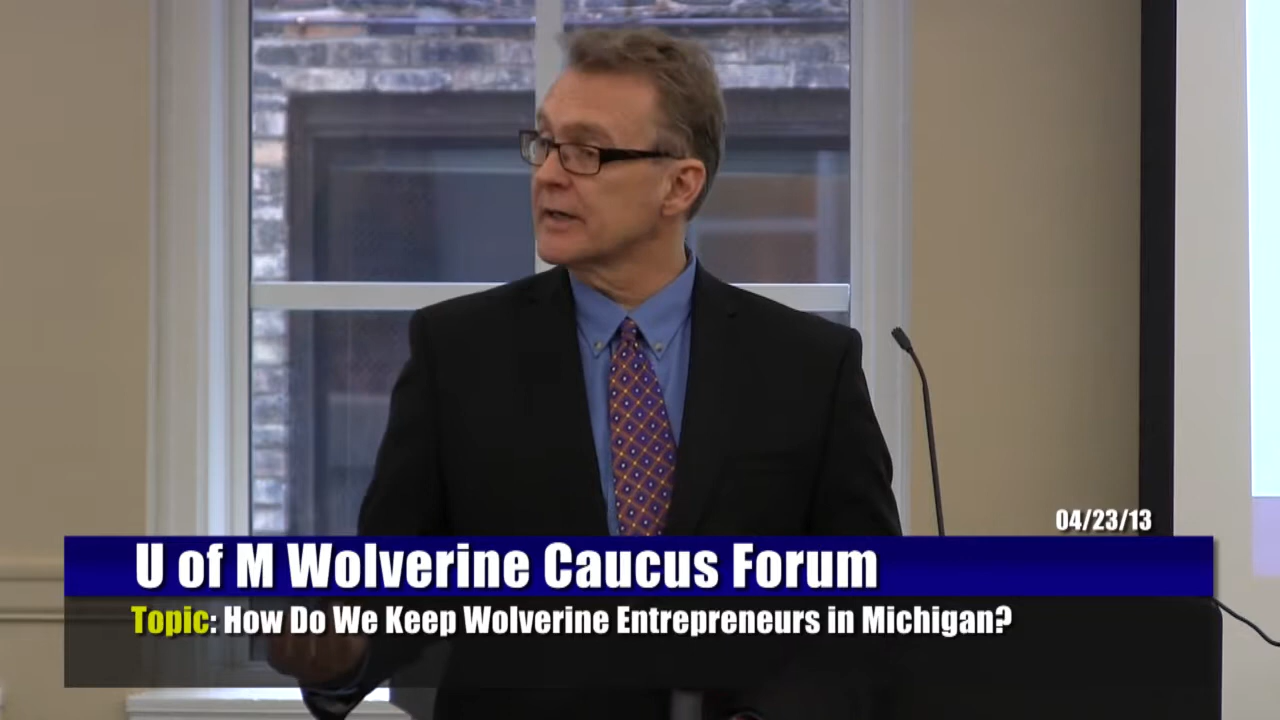 04/23/13
U of M Wolverine Caucus Forum
Topic: How Do We Keep Wolverine Entrepreneurs in Michigan?